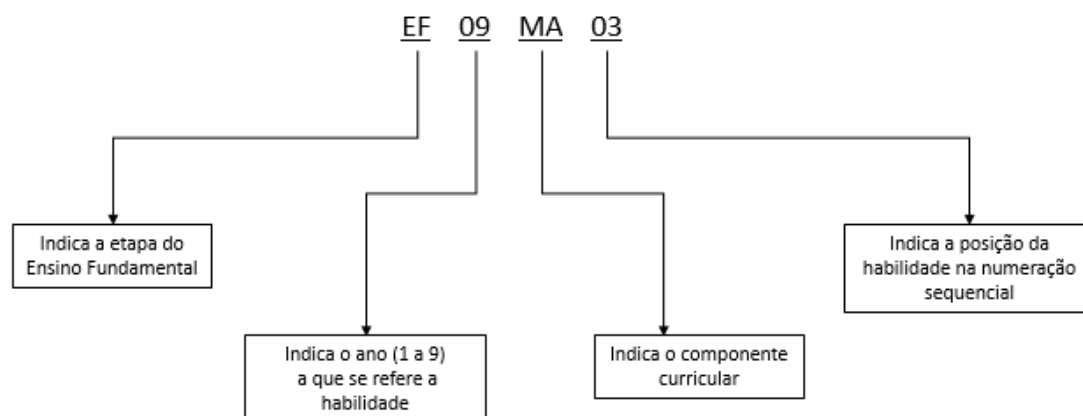 EF 09 MA 03
Indica a etapa do
Ensino Fundamental
Indica o ano (1 a 9)
a que se refere a
habilidade
Indica o componente
curricular
Indica a posição da
habilidade na numeração
sequencial